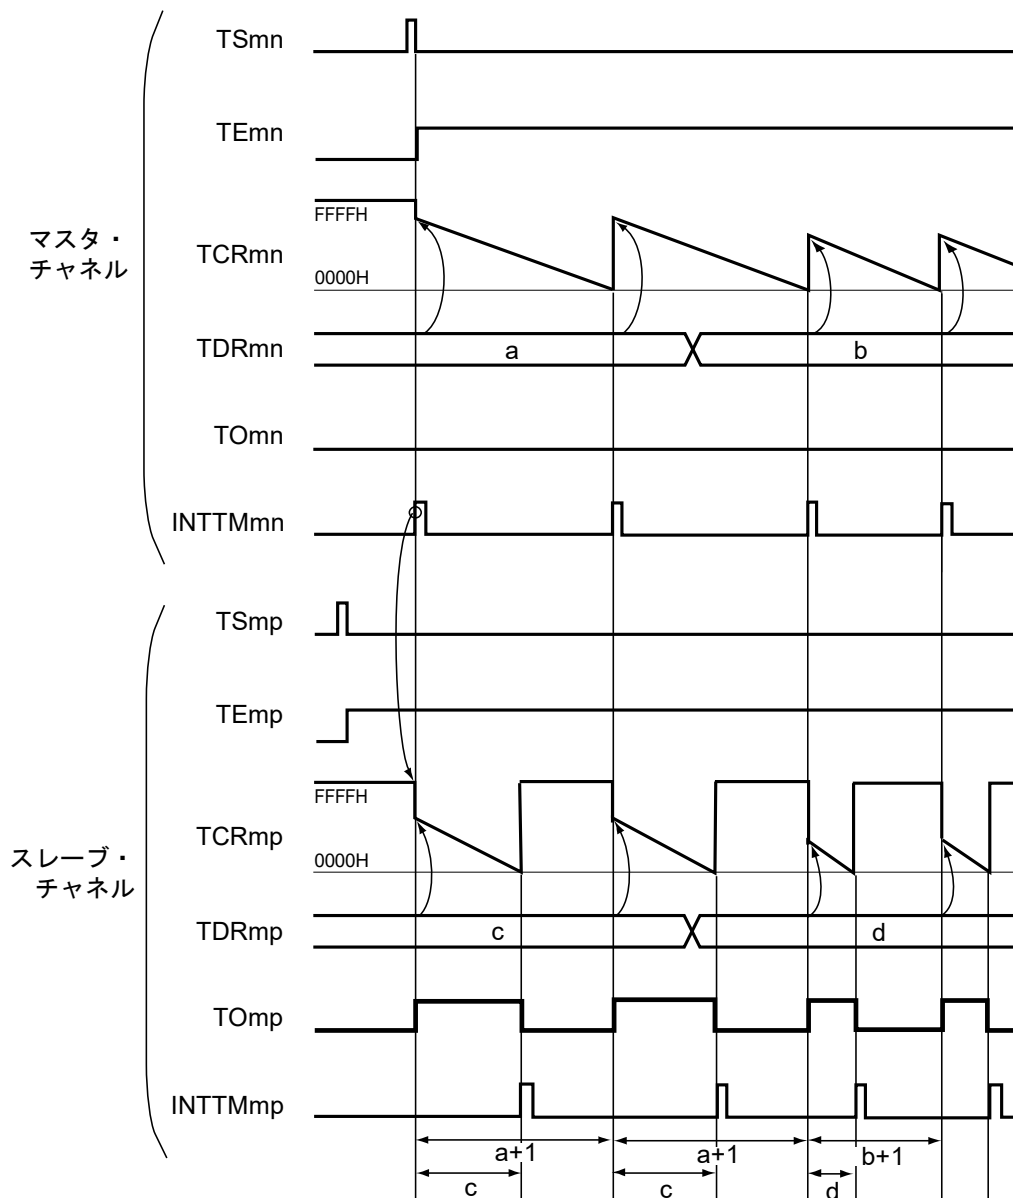 TSmn
TEmn
FFFFH
マスタ・
チャネル
TCRmn
0000H
TDRmn
a
b
TOmn
INTTMmn
TSmp
TEmp
FFFFH
TCRmp
0000H
スレーブ・
チャネル
TDRmp
c
d
TOmp
INTTMmp
a+1
a+1
b+1
c
c
d